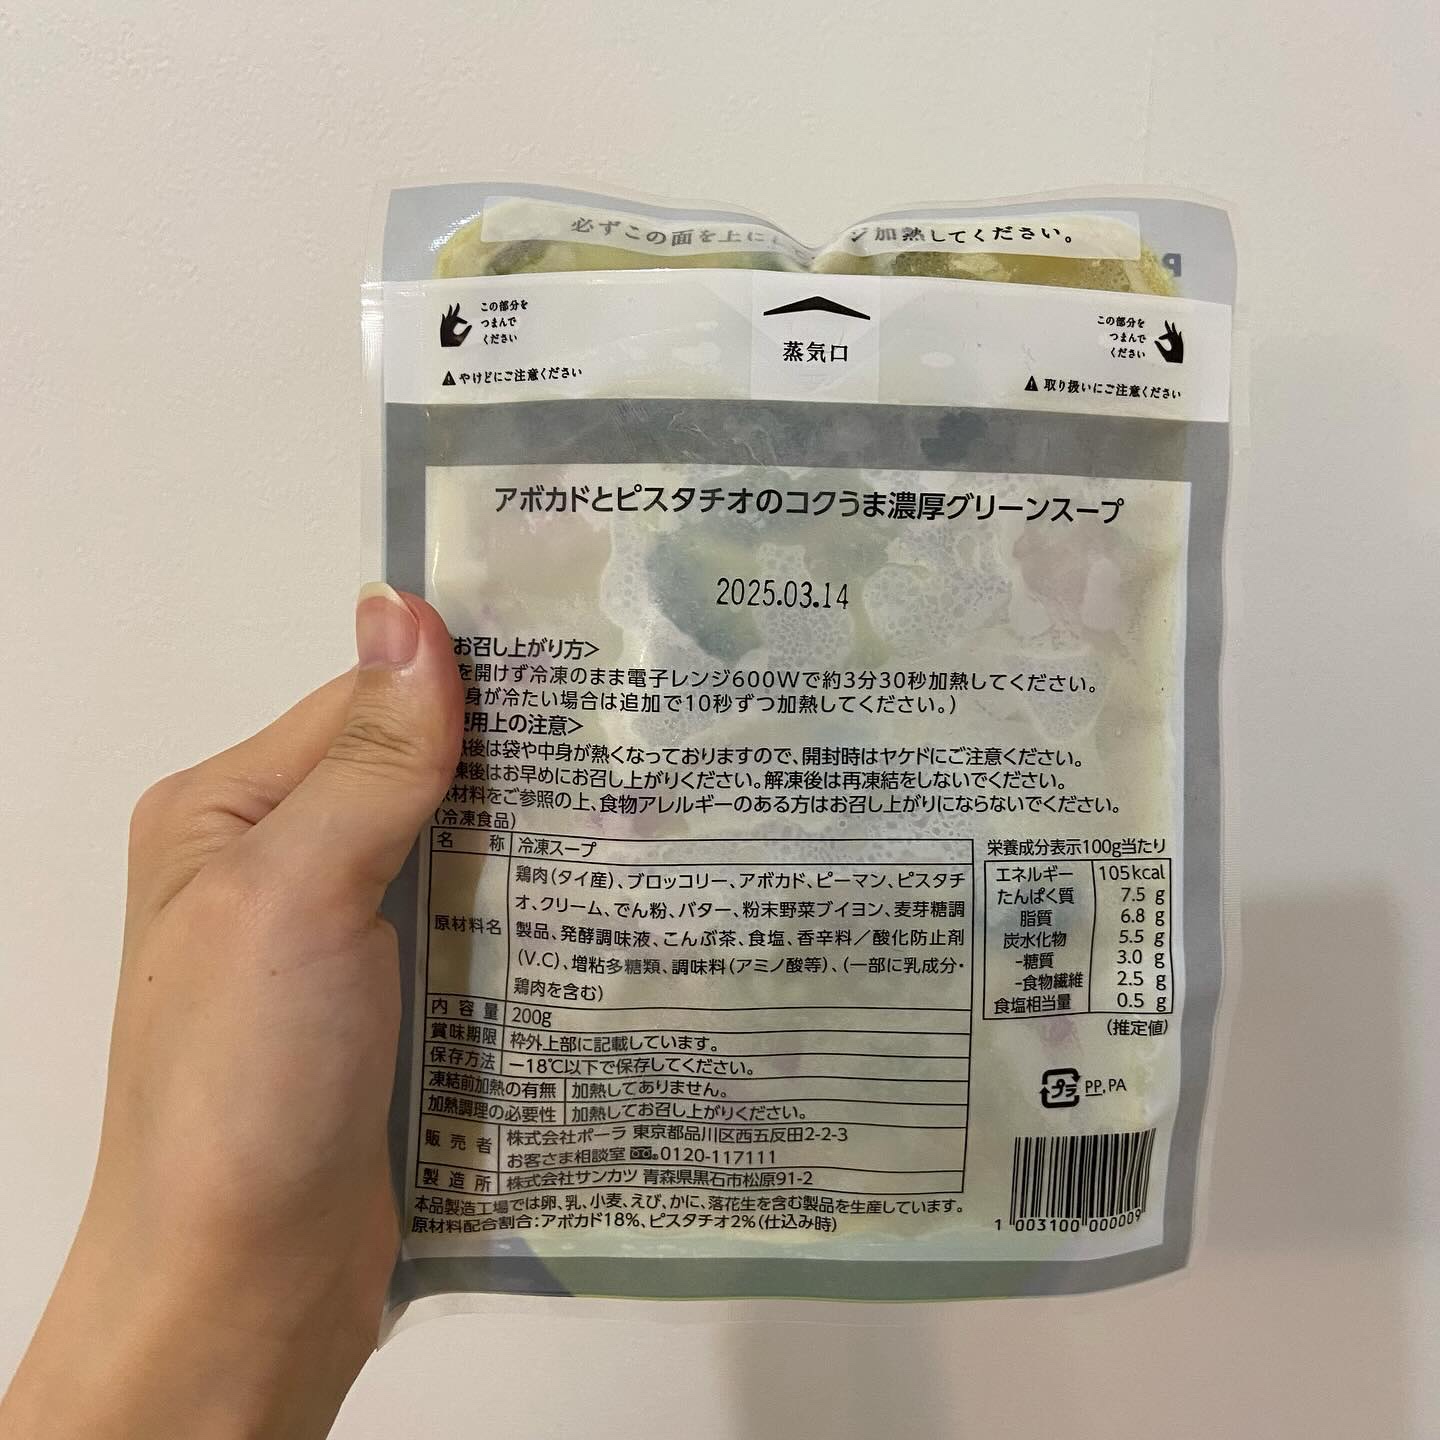 必ずこの面を上に
加熱してください。
この部分を
つまんで
ください
蒸気口
この部分を
つまんで
ください
やけどにご注意ください
取り扱いにご注意ください
アボカドとピスタチオのコクうま濃厚グリーンスープ
2025.03.14
お召し上がり方>
を開けず冷凍のまま電子レンジ600Wで約3分30秒加熱してください。
身が冷たい場合は追加で10秒ずつ加熱してください。)
使用上の注意>
後は袋や中身が熱くなっておりますので、開封時はヤケドにご注意ください。
凍後はお早めにお召し上がりください。解凍後は再凍結をしないでください。
材料をご参照の上、食物アレルギーのある方はお召し上がりにならないでください。
(冷凍食品)
名 称 冷凍スープ
原材料名 鶏肉(タイ産)、ブロッコリー、アボカド、ピーマン、ピスタチ
オ、クリーム、でん粉、バター、粉末野菜ブイヨン、麦芽糖調
製品、発酵調味液、こんぶ茶、食塩、香辛料/酸化防止剤
(V.C)、増粘多糖類、調味料(アミノ酸等)、(一部に乳成分・
鶏肉を含む)
内容量 200g
賞味期限 枠外上部に記載しています。
保存方法 −18℃以下で保存してください。
凍結前加熱の有無 加熱してありません。
加熱調理の必要性 加熱してお召し上がりください。
販売者 株式会社ポーラ 東京都品川区西五反田2-2-3
お客さま相談室 0120-117111
製造所 株式会社サンカツ 青森県黒石市松原91-2
本品製造工場では卵、乳、小麦、えび、かに、落花生を含む製品を生産しています。
原材料配合割合:アボカド18%、ピスタチオ2%(仕込み時)
栄養成分表示100g当たり
エネルギー 105kcal
たんぱく質 7.5 g
脂質 6.8 g
炭水化物 5.5 g
-糖質 3.0 g
-食物繊維 2.5 g
食塩相当量 0.5 g
(推定値)
プラ PP, PA
1 003100 000009